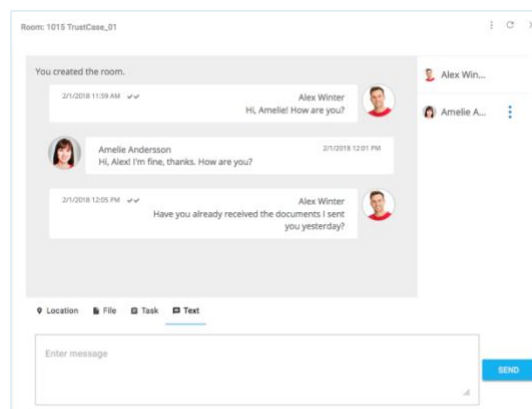 Room: 1015 TrustCase_01
You created the room.
2/1/2018 11:59 AM
Alex Winter
Hi, Amelie! How are you?
Amelie Andersson
2/1/2018 12:01 PM
Hi, Alex! I'm fine, thanks. How are you?
2/1/2018 12:05 PM
Alex Winter
Have you already received the documents I sent
you yesterday?
Alex Win...
Amelie A...
Location
File
Task
Text
Enter message
SEND